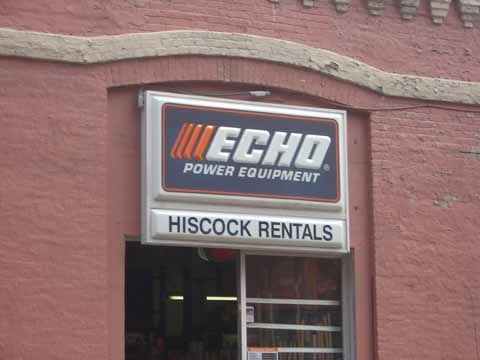 ECHO
POWER EQUIPMENT®
HISCOCK RENTALS